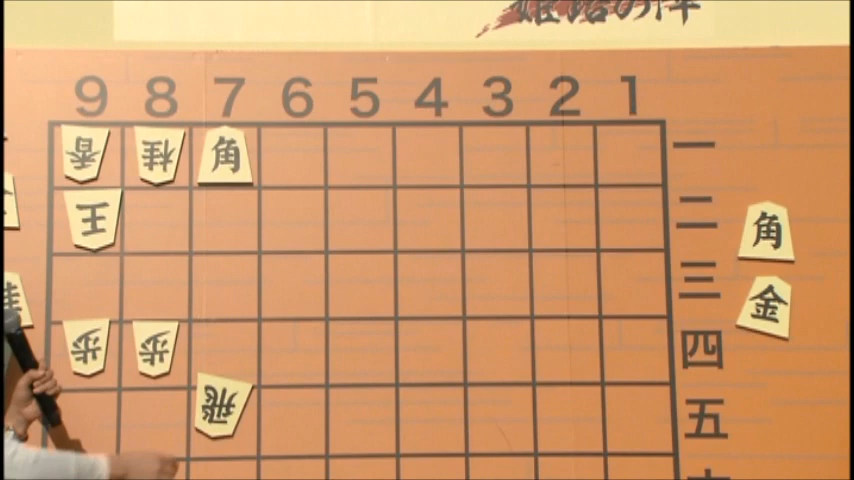 姫路の陣
9 8 7 6 5 4 3 2 1
香 桂 角 一
王 二
角
三
金
歩 歩 四
飛 五